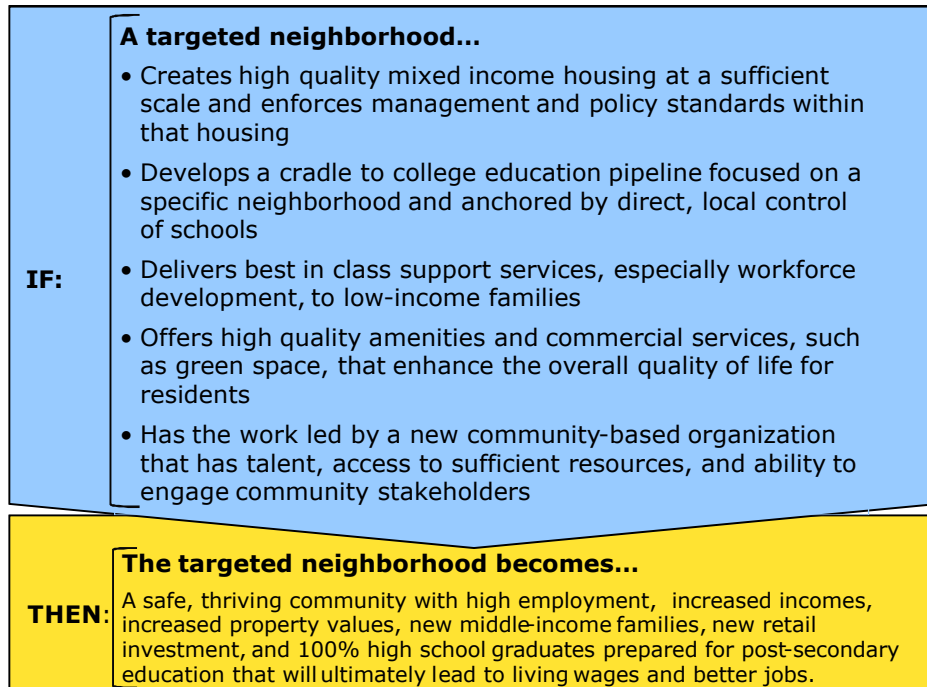 A targeted neighborhood...
• Creates high quality mixed income housing at a sufficient
scale and enforces management and policy standards within
that housing
• Develops a cradle to college education pipeline focused on a
specific neighborhood and anchored by direct, local control
of schools
IF:
• Delivers best in class support services, especially workforce
development, to low-income families
• Offers high quality amenities and commercial services, such
as green space, that enhance the overall quality of life for
residents
• Has the work led by a new community-based organization
that has talent, access to sufficient resources, and ability to
engage community stakeholders
The targeted neighborhood becomes...
THEN:
A safe, thriving community with high employment, increased incomes,
increased property values, new middle-income families, new retail
investment, and 100% high school graduates prepared for post-secondary
education that will ultimately lead to living wages and better jobs.